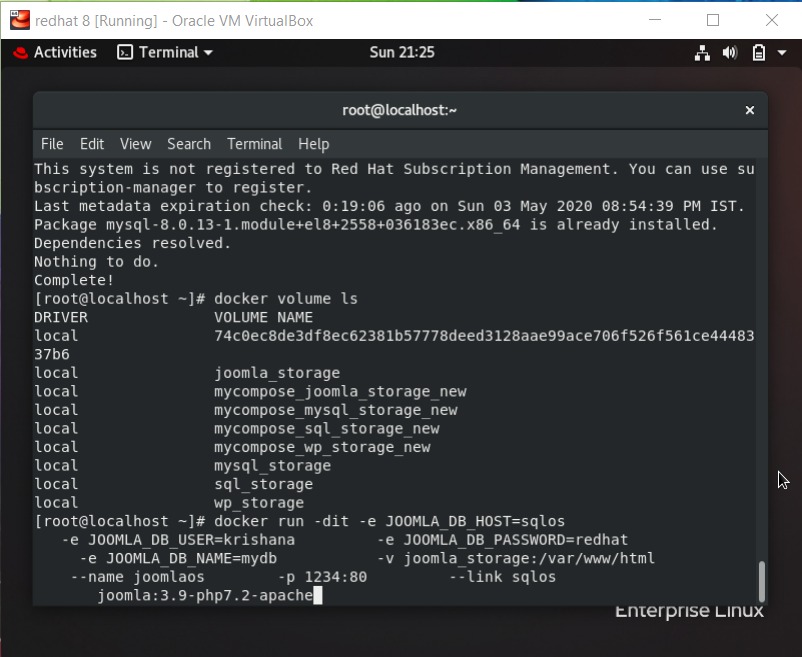 redhat 8 [Running] - Oracle VM VirtualBox
Activities Terminal Sun 21:25
root@localhost:~
File Edit View Search Terminal Help
This system is not registered to Red Hat Subscription Management. You can use su
bscription-manager to register.
Last metadata expiration check: 0:19:06 ago on Sun 03 May 2020 08:54:39 PM IST.
Package mysql-8.0.13-1.module+el8+2558+036183ec.x86_64 is already installed.
Dependencies resolved.
Nothing to do.
Complete!
[root@localhost ~]# docker volume ls
DRIVER              VOLUME NAME
local               74c0ec8de3df8ec62381b57778deed3128aae99ace706f526f561ce44483
37b6
local               joomla_storage
local               mycompose_joomla_storage_new
local               mycompose_mysql_storage_new
local               mycompose_sql_storage_new
local               mycompose_wp_storage_new
local               mysql_storage
local               sql_storage
local               wp_storage
[root@localhost ~]# docker run -dit -e JOOMLA_DB_HOST=sqlos
   -e JOOMLA_DB_USER=krishana         -e JOOMLA_DB_PASSWORD=redhat
     -e JOOMLA_DB_NAME=mydb           -v joomla_storage:/var/www/html
    --name joomlaos       -p 1234:80         --link sqlos
       joomla:3.9-php7.2-apache
Enterprise Linux